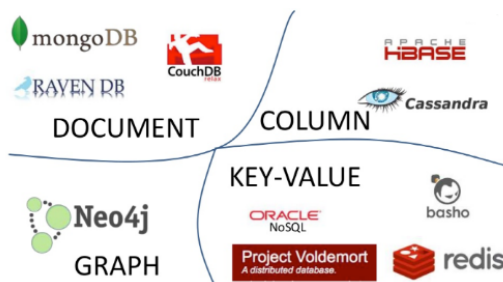 mongoDB
CouchDB
relax
RAVEN DB
DOCUMENT
APACHE
HBASE
Cassandra
COLUMN
Neo4j
GRAPH
KEY-VALUE
ORACLE
NoSQL
basho
Project Voldemort
A distributed database.
redis